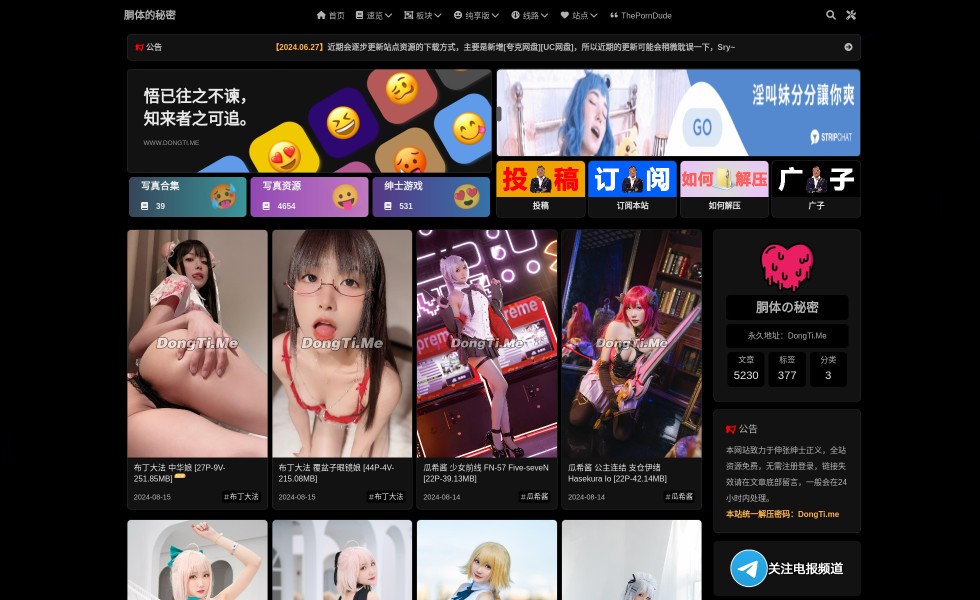 胴体的秘密
首页
速览
板块
纯享版
线路
站点
ThePornDude
公告
【2024.06.27】近期会逐步更新站点资源的下载方式，主要是新增[夸克网盘][UC网盘]，所以近期的更新可能会稍微耽误一下，Sry~
悟已往之不谏，
知来者之可追。
WWW.DONGTI.ME
淫叫妹分分讓你爽
GO
STRIPCHAT
写真合集
39
写真资源
4654
绅士游戏
531
投稿
投稿
订阅
订阅本站
如何解压
如何解压
广子
广子
DongTi.Me
DongTi.Me
DongTi.Me
DongTi.Me
布丁大法 中华娘 [27P-9V-
251.85MB]
2024-08-15
#布丁大法
布丁大法 覆盆子眼镜娘 [44P-4V-
215.08MB]
2024-08-15
#布丁大法
瓜希酱 少女前线 FN-57 Five-seveN
[22P-39.13MB]
2024-08-14
#瓜希酱
瓜希酱 公主连结 支仓伊绪
Hasekura Io [22P-42.14MB]
2024-08-14
#瓜希酱
胴体の秘密
永久地址：DongTi.Me
文章
5230
标签
377
分类
3
公告
本网站致力于伸张绅士正义，全站
资源免费，无需注册登录，链接失
效请在文章底部留言，一般会在24
小时内处理。
本站统一解压密码：DongTi.me
关注电报频道